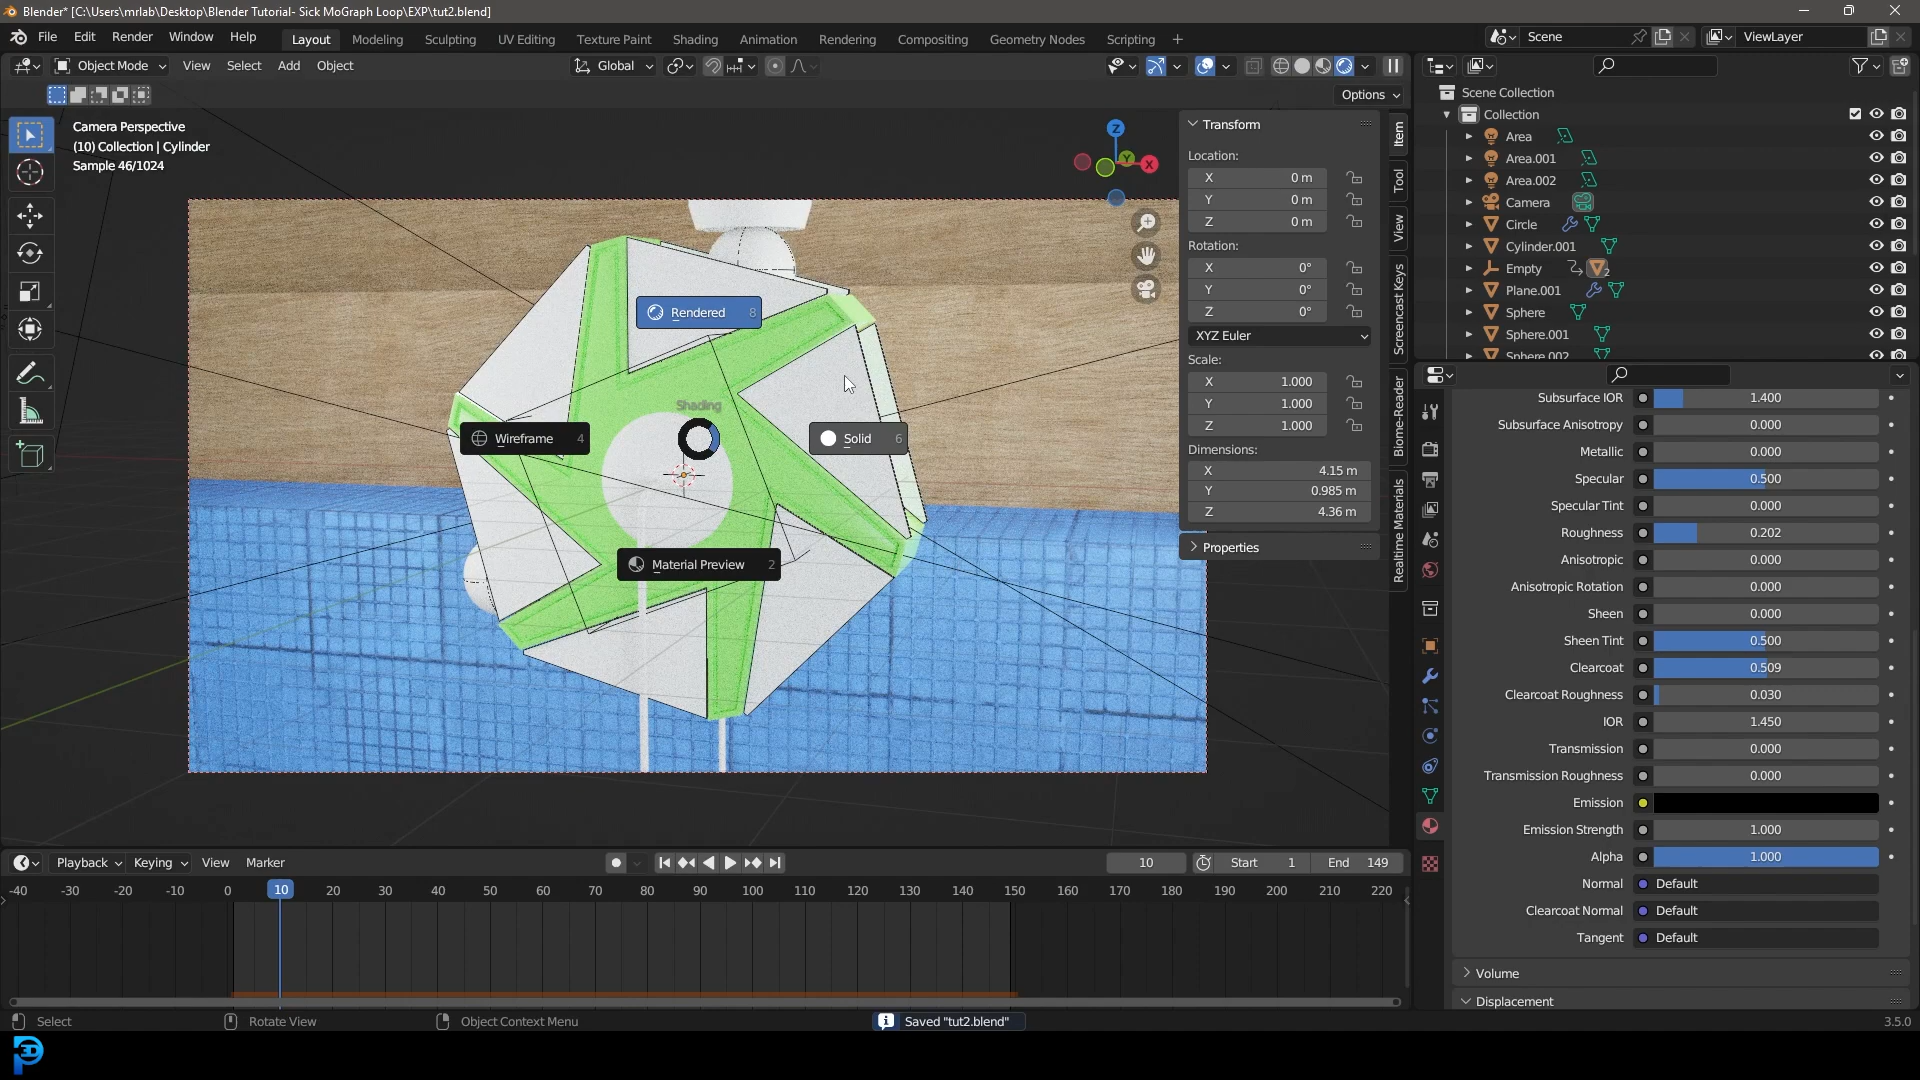 Blender* [C:\Users\mrlab\Desktop\Blender Tutorial- Sick MoGraph Loop\EXP\tut2.blend]
File Edit Render Window Help Layout Modeling Sculpting UV Editing Texture Paint Shading Animation Rendering Compositing Geometry Nodes Scripting + Scene ViewLayer
Object Mode View Select Add Object Global
Options
Camera Perspective
(10) Collection | Cylinder
Sample 46/1024
Z
Y
X
Rendered 8
Shading
Wireframe 4
Solid 6
Material Preview 2
Transform
Location:
X 0 m
Y 0 m
Z 0 m
Rotation:
X 0°
Y 0°
Z 0°
XYZ Euler
Scale:
X 1.000
Y 1.000
Z 1.000
Dimensions:
X 4.15 m
Y 0.985 m
Z 4.36 m
Properties
Item
Tool
View
Screencast Keys
Biome-Reader
Realtime Materials
Scene Collection
Collection
Area
Area.001
Area.002
Camera
Circle
Cylinder.001
Empty 2
Plane.001
Sphere
Sphere.001
Sphere.002
Subsurface IOR 1.400
Subsurface Anisotropy 0.000
Metallic 0.000
Specular 0.500
Specular Tint 0.000
Roughness 0.202
Anisotropic 0.000
Anisotropic Rotation 0.000
Sheen 0.000
Sheen Tint 0.500
Clearcoat 0.509
Clearcoat Roughness 0.030
IOR 1.450
Transmission 0.000
Transmission Roughness 0.000
Emission
Emission Strength 1.000
Alpha 1.000
Normal Default
Clearcoat Normal Default
Tangent Default
Volume
Displacement
Playback Keying View Marker 10 Start 1 End 149
-40 -30 -20 -10 0 10 20 30 40 50 60 70 80 90 100 110 120 130 140 150 160 170 180 190 200 210 220
Select Rotate View Object Context Menu Saved "tut2.blend" 3.5.0